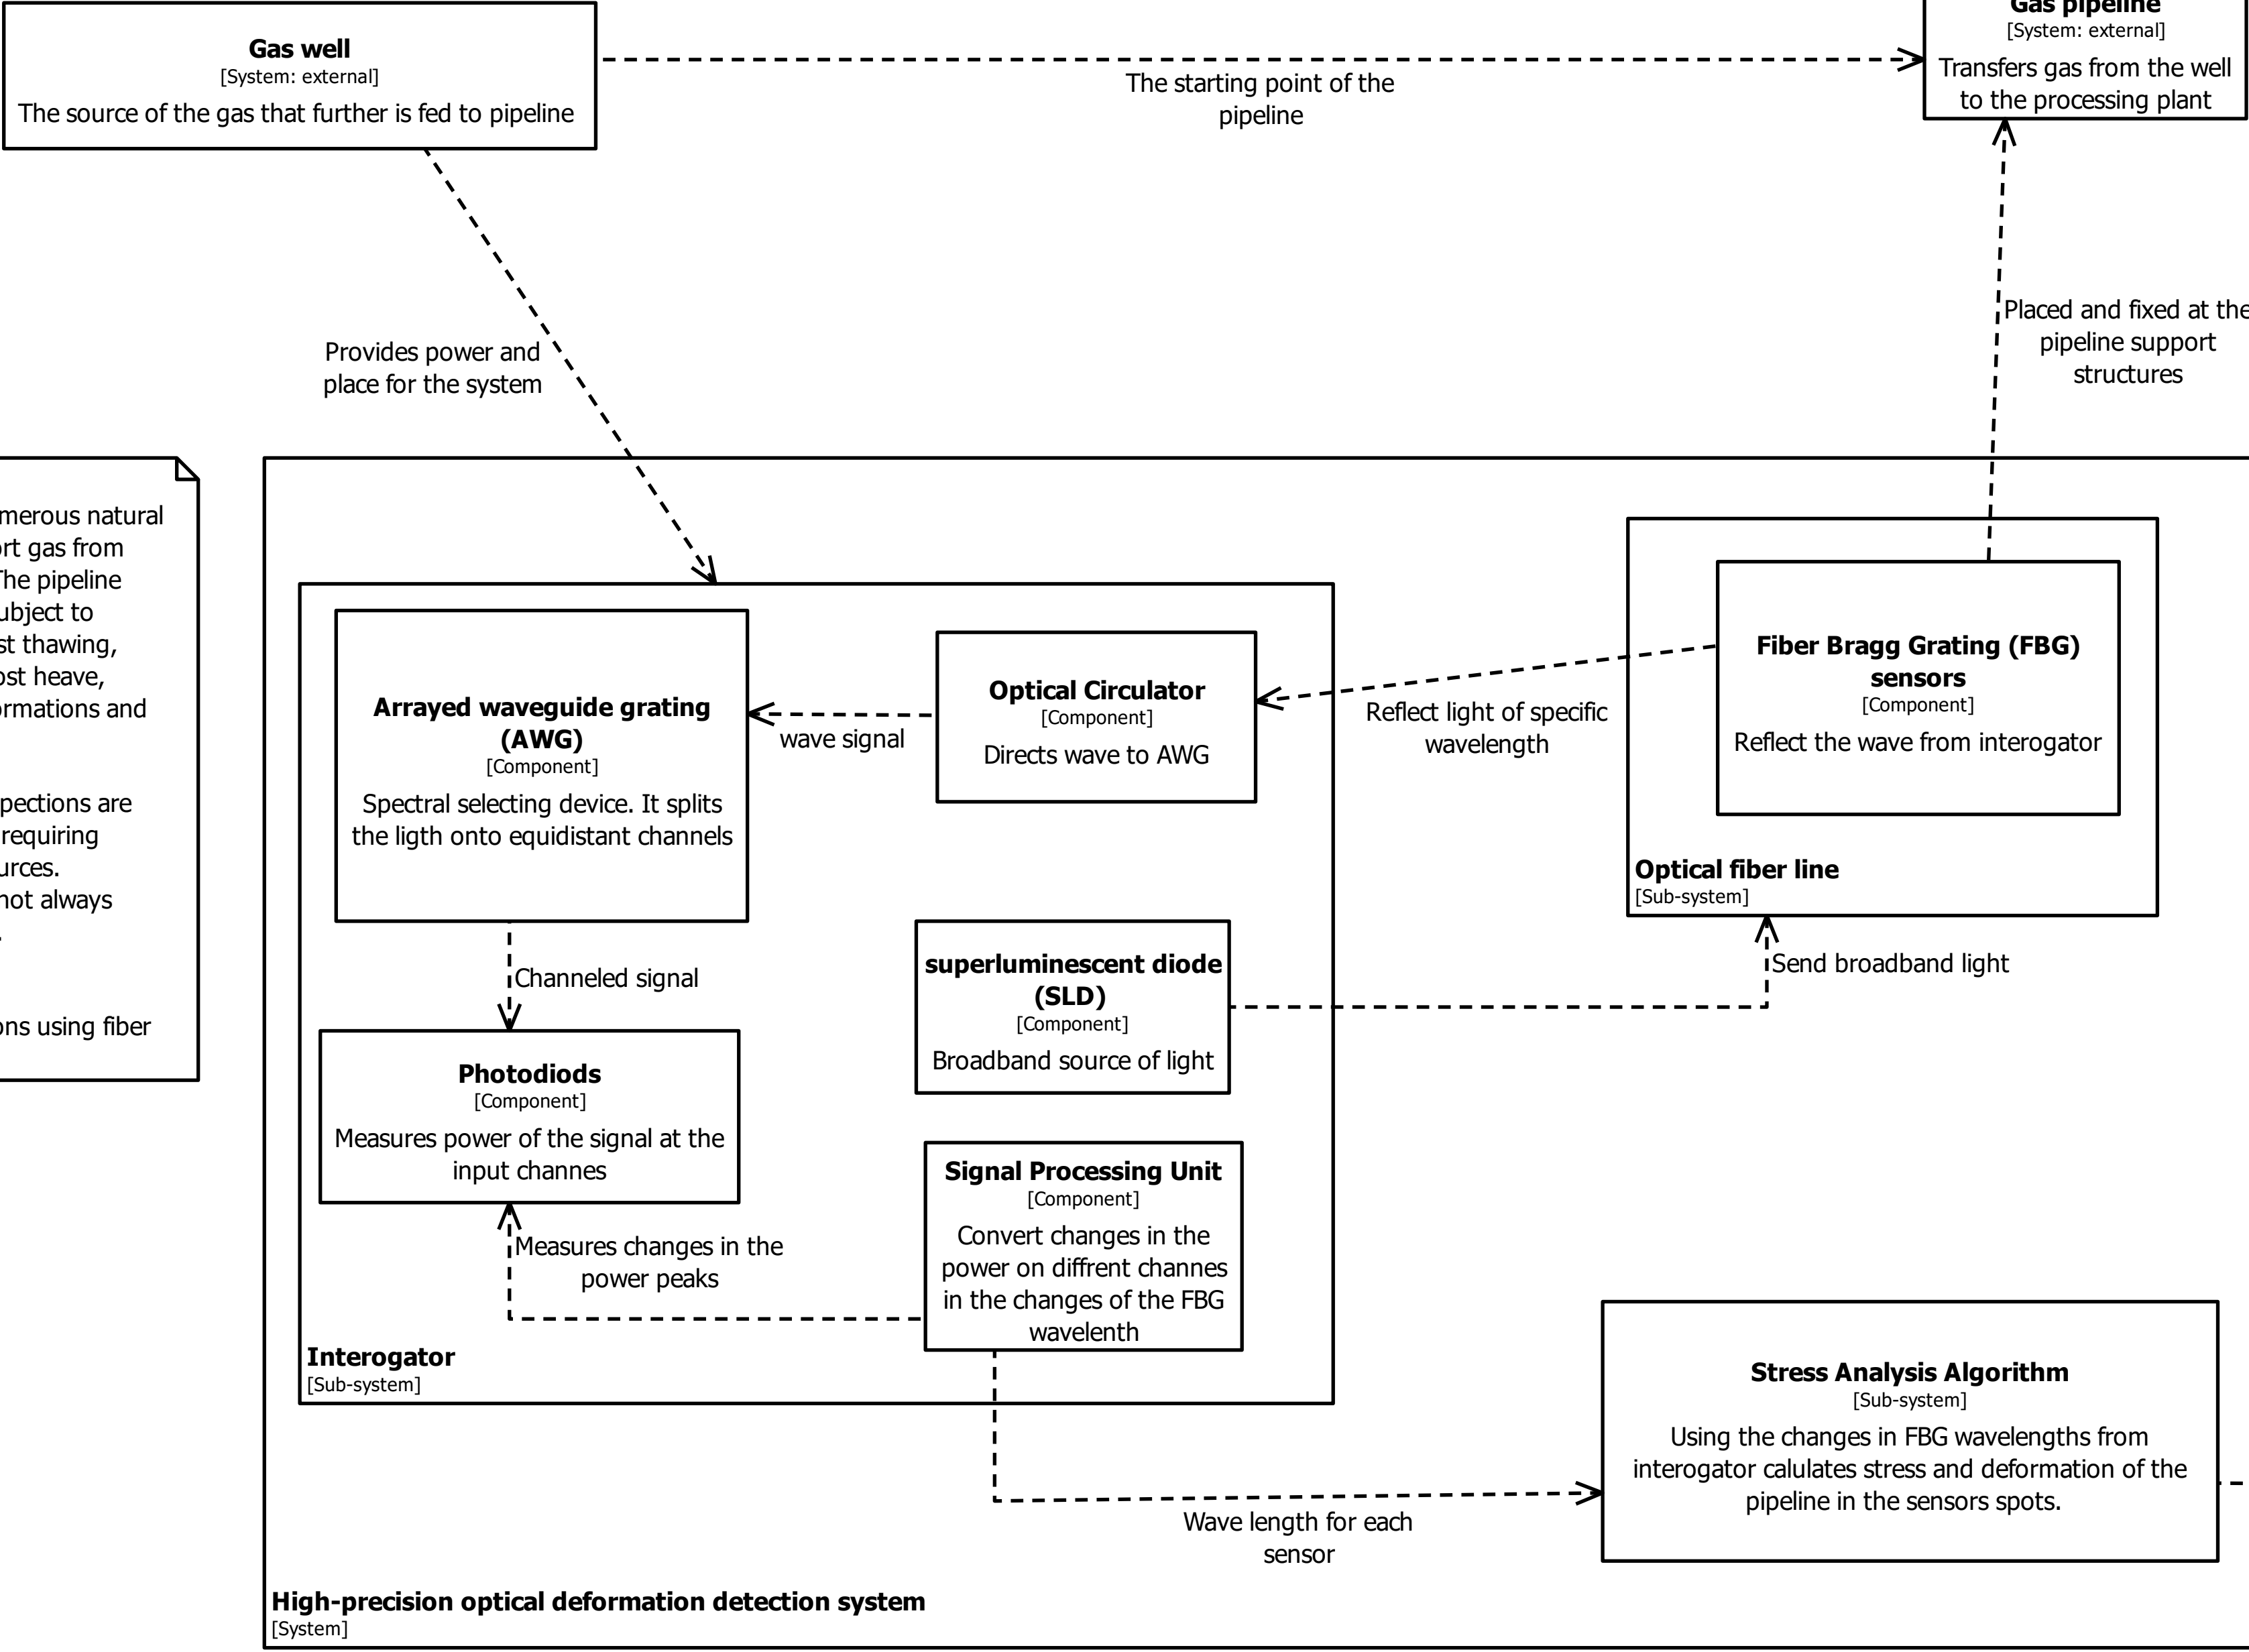 Gas well
[System: external]
The source of the gas that further is fed to pipeline
The starting point of the
pipeline
Gas pipeline
[System: external]
Transfers gas from the well
to the processing plant
Provides power and
place for the system
Placed and fixed at the
pipeline support
structures
merous natural
ort gas from
The pipeline
ubject to
st thawing,
ost heave,
ormations and
pections are
requiring
urces.
not always
.
ons using fiber
Arrayed waveguide grating
(AWG)
[Component]
Spectral selecting device. It splits
the ligth onto equidistant channels
wave signal
Optical Circulator
[Component]
Directs wave to AWG
Reflect light of specific
wavelength
Fiber Bragg Grating (FBG)
sensors
[Component]
Reflect the wave from interogator
Optical fiber line
[Sub-system]
Channeled signal
superluminescent diode
(SLD)
[Component]
Broadband source of light
Send broadband light
Photodiods
[Component]
Measures power of the signal at the
input channes
Measures changes in the
power peaks
Signal Processing Unit
[Component]
Convert changes in the
power on diffrent channes
in the changes of the FBG
wavelenth
Interogator
[Sub-system]
Stress Analysis Algorithm
[Sub-system]
Using the changes in FBG wavelengths from
interogator calulates stress and deformation of the
pipeline in the sensors spots.
Wave length for each
sensor
High-precision optical deformation detection system
[System]